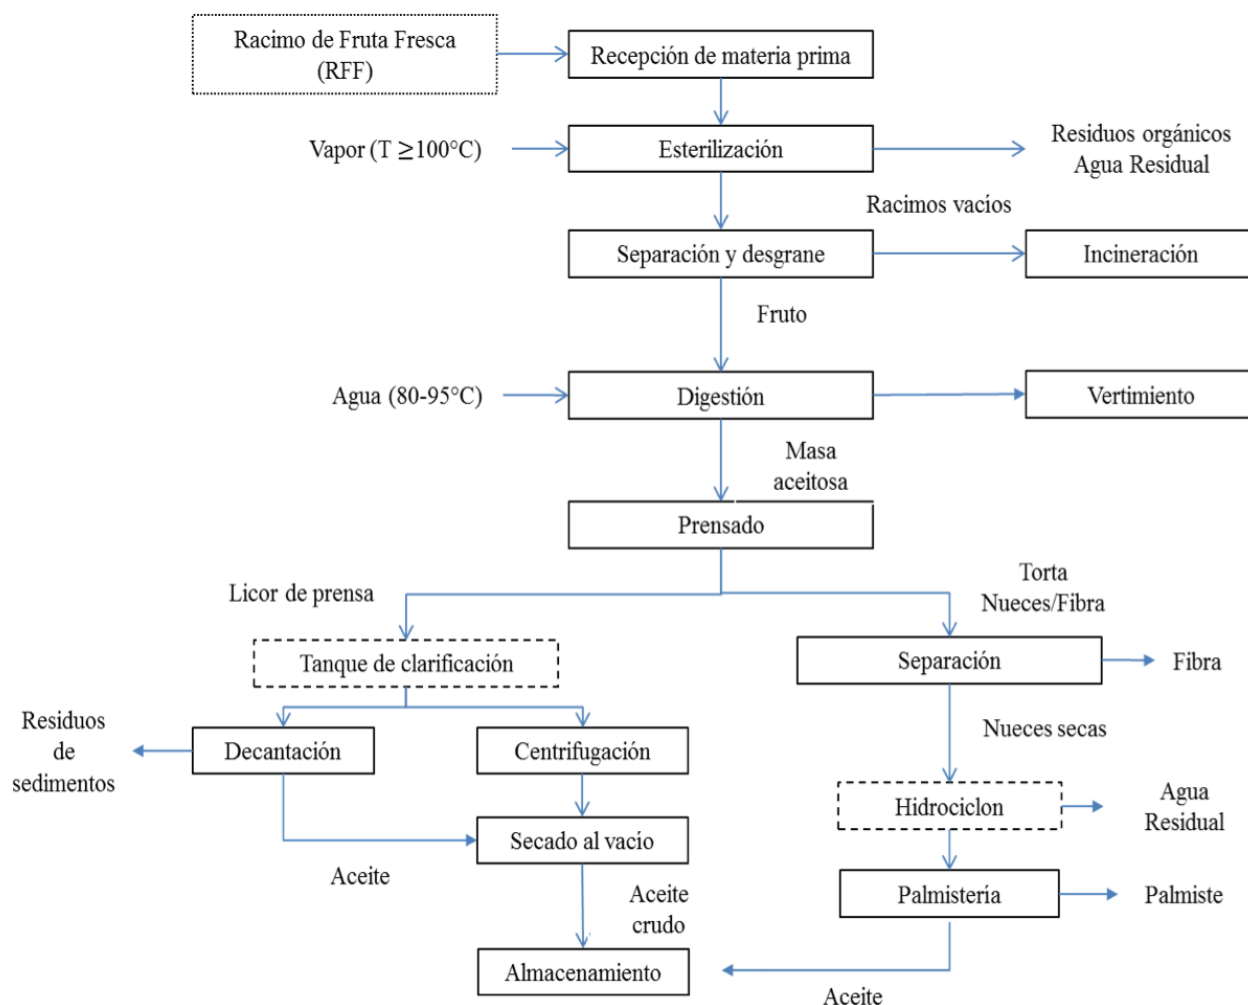 Racimo de Fruta Fresca
(RFF)
Recepción de materia prima
Vapor (T ≥100°C)
Esterilización
Residuos orgánicos
Agua Residual
Racimos vacíos
Separación y desgrane
Incineración
Fruto
Agua (80-95°C)
Digestión
Vertimiento
Masa
aceitosa
Prensado
Licor de prensa
Torta
Nueces/Fibra
Tanque de clarificación
Separación
Fibra
Residuos
de
sedimentos
Decantación
Centrifugación
Nueces secas
Hidrociclon
Agua
Residual
Secado al vacío
Aceite
Palmistería
Palmiste
Aceite
crudo
Almacenamiento
Aceite